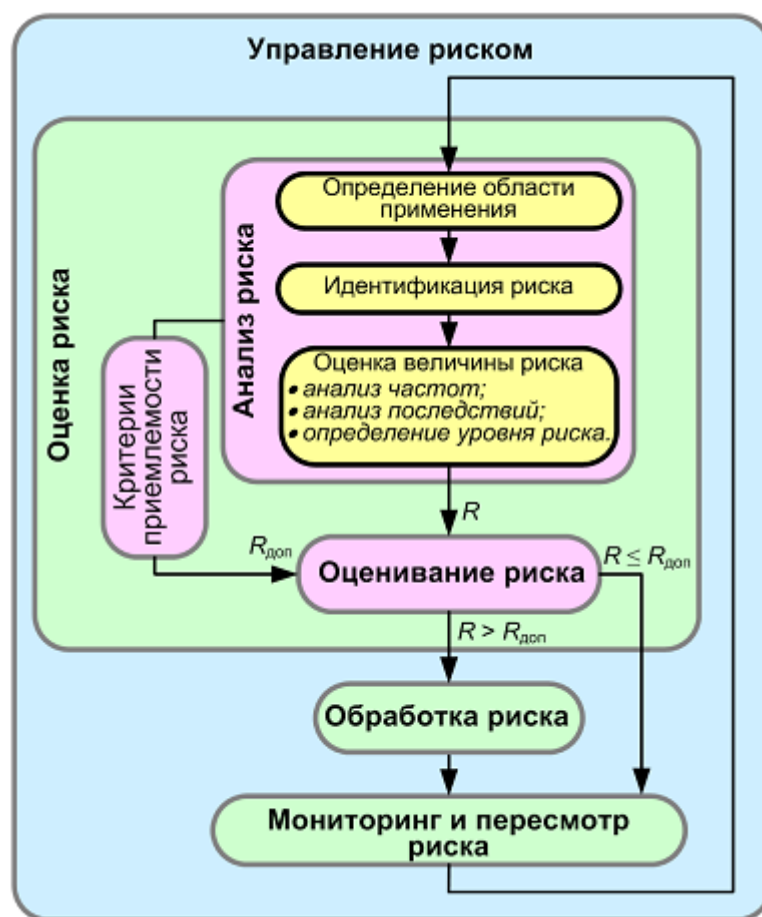 Управление риском
Оценка риска
Анализ риска
Определение области
применения
Идентификация риска
Оценка величины риска
• анализ частот;
• анализ последствий;
• определение уровня риска.
Критерии
приемлемости
риска
R
Rдоп
Оценивание риска
R ≤ Rдоп
R > Rдоп
Обработка риска
Мониторинг и пересмотр
риска